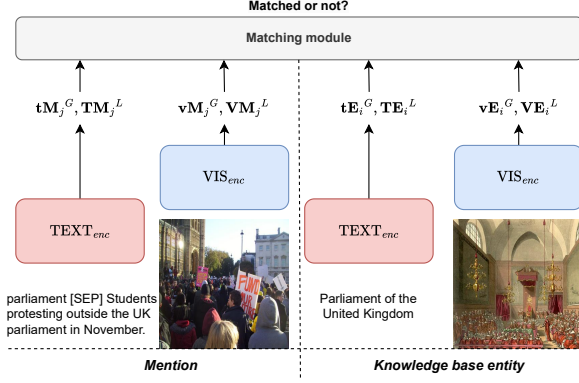 Matched or not?
Matching module
tM_j^G, TM_j^L
vM_j^G, VM_j^L
tE_i^G, TE_i^L
vE_i^G, VE_i^L
TEXT_enc
VIS_enc
TEXT_enc
VIS_enc
FUND
parliament [SEP] Students
protesting outside the UK
parliament in November.
Parliament of the
United Kingdom
Mention
Knowledge base entity